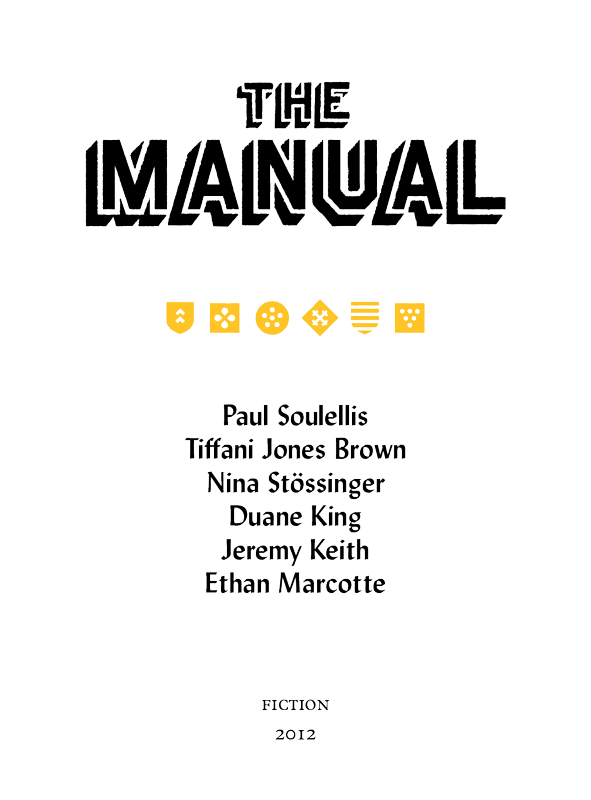 THE
MANUAL
Paul Soulellis
Tiffani Jones Brown
Nina Stössinger
Duane King
Jeremy Keith
Ethan Marcotte
FICTION
2012